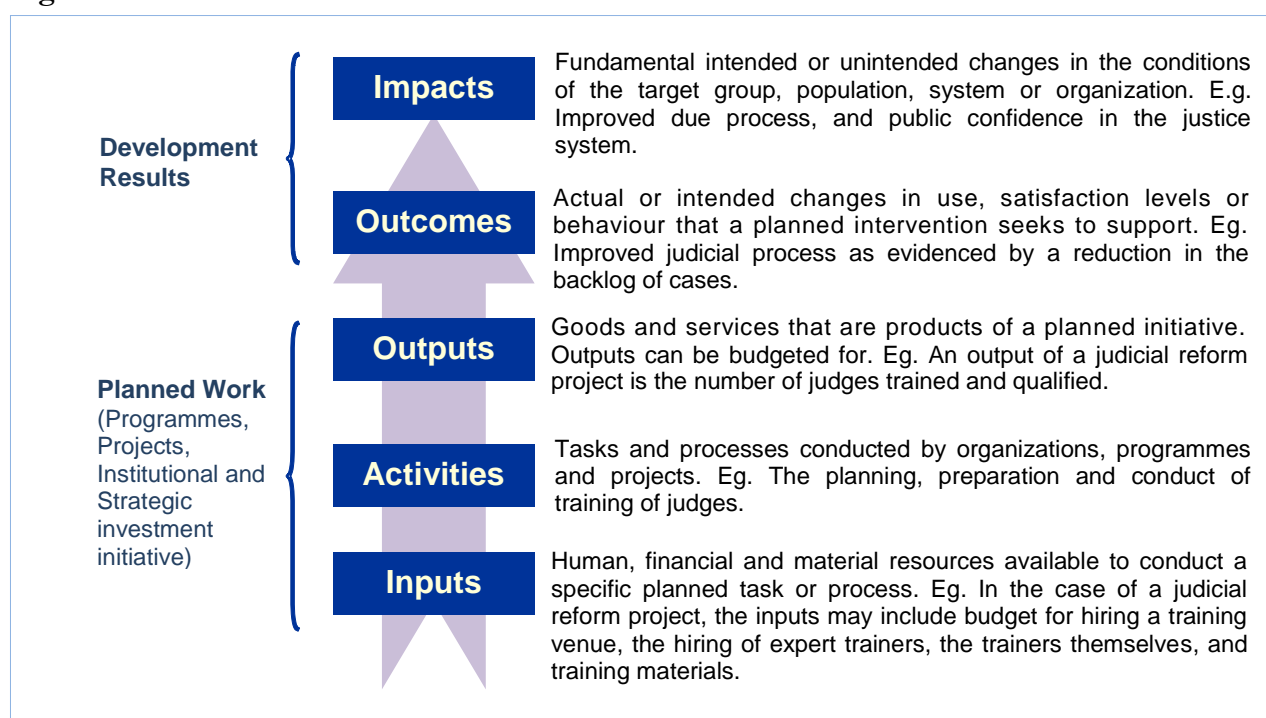 Impacts
Fundamental intended or unintended changes in the conditions
of the target group, population, system or organization. E.g.
Improved due process, and public confidence in the justice
system.
Development
Results
Outcomes
Actual or intended changes in use, satisfaction levels or
behaviour that a planned intervention seeks to support. Eg.
Improved judicial process as evidenced by a reduction in the
backlog of cases.
Outputs
Goods and services that are products of a planned initiative.
Outputs can be budgeted for. Eg. An output of a judicial reform
project is the number of judges trained and qualified.
Planned Work
(Programmes,
Projects,
Institutional and
Strategic
investment
initiative)
Activities
Tasks and processes conducted by organizations, programmes
and projects. Eg. The planning, preparation and conduct of
training of judges.
Inputs
Human, financial and material resources available to conduct a
specific planned task or process. Eg. In the case of a judicial
reform project, the inputs may include budget for hiring a training
venue, the hiring of expert trainers, the trainers themselves, and
training materials.